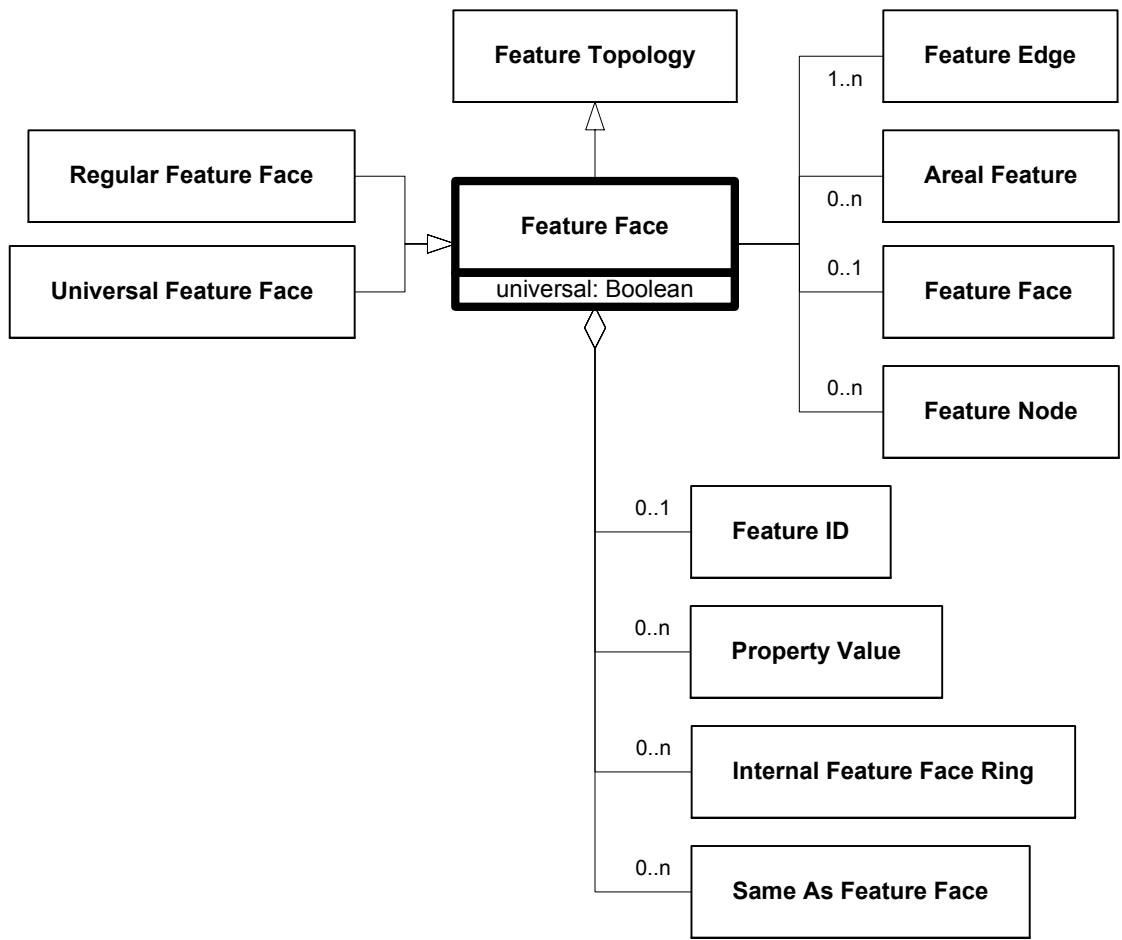 Feature Topology
Feature Edge
1..n
Regular Feature Face
Areal Feature
0..n
Feature Face
universal: Boolean
Universal Feature Face
0..1
Feature Face
0..n
Feature Node
0..1
Feature ID
0..n
Property Value
0..n
Internal Feature Face Ring
0..n
Same As Feature Face